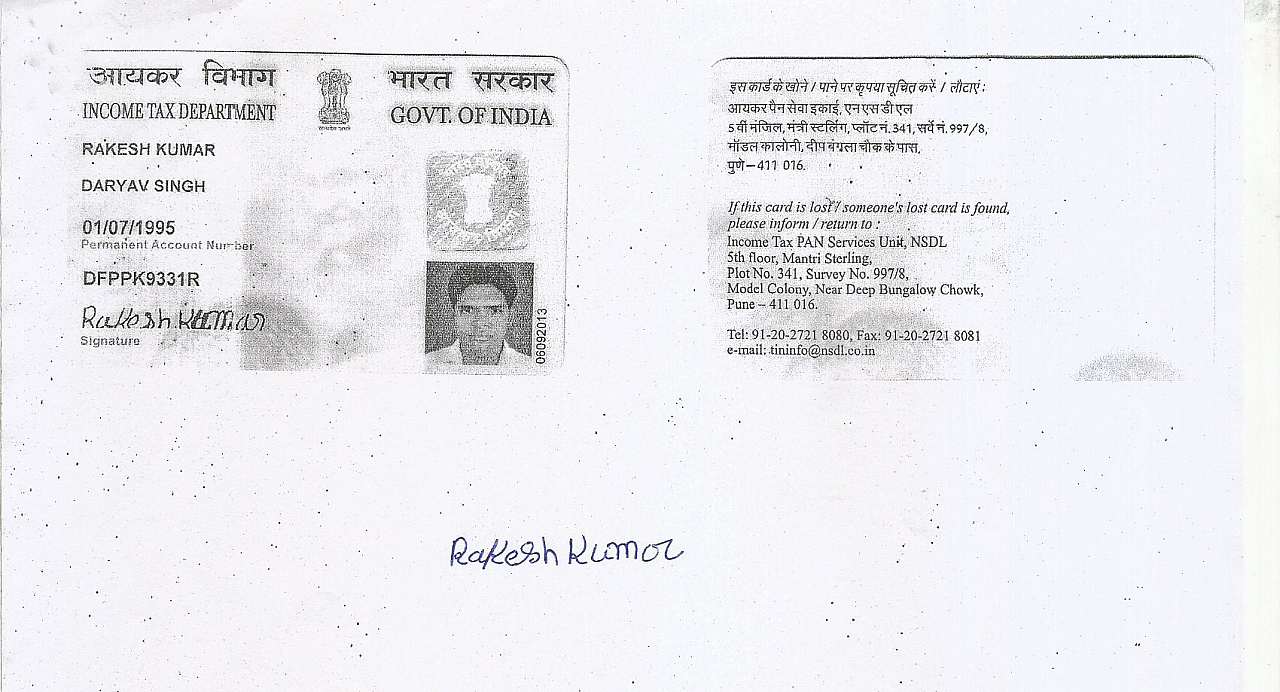 आयकर विभाग
INCOME TAX DEPARTMENT
सत्यमेव जयते
भारत सरकार
GOVT. OF INDIA
RAKESH KUMAR
DARYAV SINGH
01/07/1995
Permanent Account Number
DFPPK9331R
Rakesh Kumar
Signature
06092013
इस कार्ड के खोने / पाने पर कृपया सूचित करें / लौटाएं :
आयकर पैन सेवा इकाई, एन एस डी एल
5 वीं मंजिल, मंत्री स्टर्लिंग, प्लॉट नं. 341, सर्वे नं. 997/8,
मॉडल कालोनी, दीप बंगला चौक के पास,
पुणे – 411 016.
If this card is lost / someone's lost card is found,
please inform / return to :
Income Tax PAN Services Unit, NSDL
5th floor, Mantri Sterling,
Plot No. 341, Survey No. 997/8,
Model Colony, Near Deep Bungalow Chowk,
Pune – 411 016.
Tel: 91-20-2721 8080, Fax: 91-20-2721 8081
e-mail: tininfo@nsdl.co.in
Rakesh Kumar